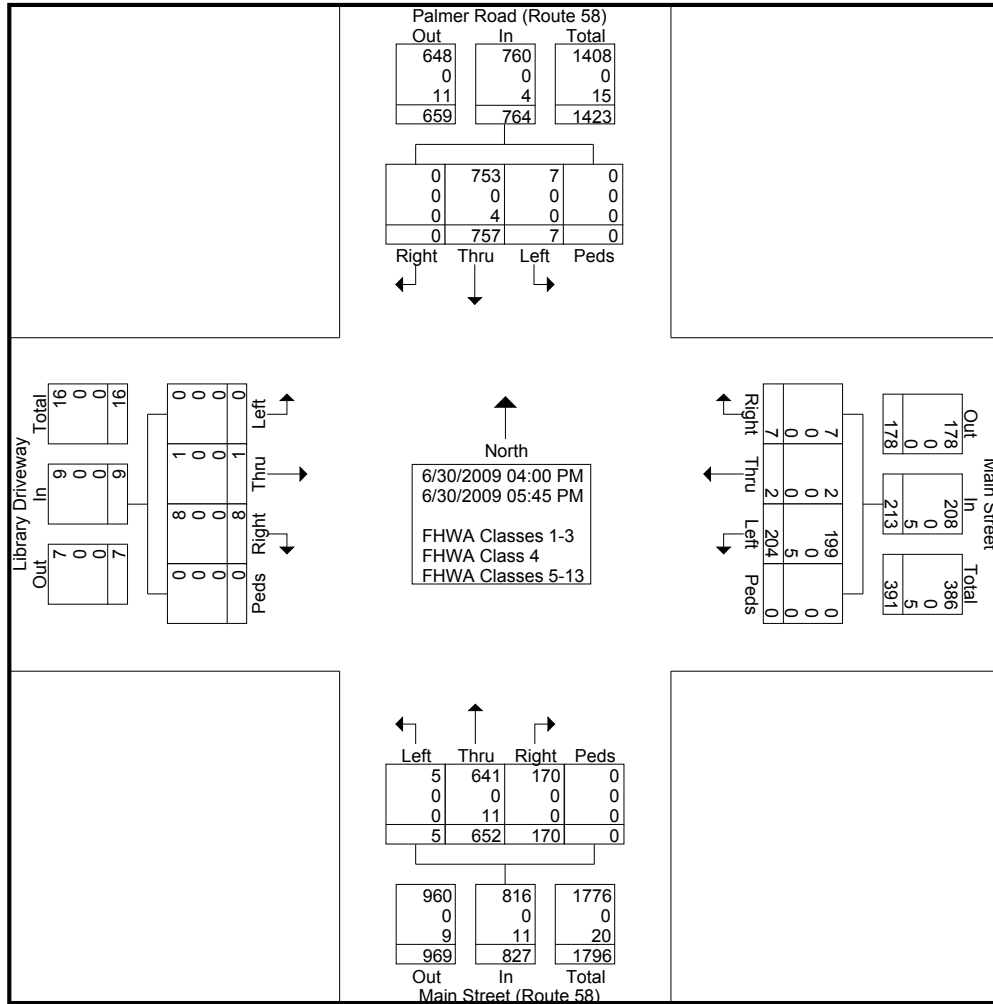 Palmer Road (Route 58)
Out In Total
648 760 1408
0 0 0
11 4 15
659 764 1423
0 753 7 0
0 0 0 0
0 4 0 0
0 757 7 0
Right Thru Left Peds
Library Driveway
Total In Out
16 9 7
0 0 0
0 0 0
16 9 7
Left Thru Right Peds
0 1 8 0
0 0 0 0
0 0 0 0
0 1 8 0
North
6/30/2009 04:00 PM
6/30/2009 05:45 PM
FHWA Classes 1-3
FHWA Class 4
FHWA Classes 5-13
Right Thru Left Peds
7 2 199 0
0 0 0 0
0 0 5 0
7 2 204 0
Main Street
Out In Total
178 208 386
0 0 0
0 5 5
178 213 391
Left Thru Right Peds
5 641 170 0
0 0 0 0
0 11 0 0
5 652 170 0
960 816 1776
0 0 0
9 11 20
969 827 1796
Out In Total
Main Street (Route 58)